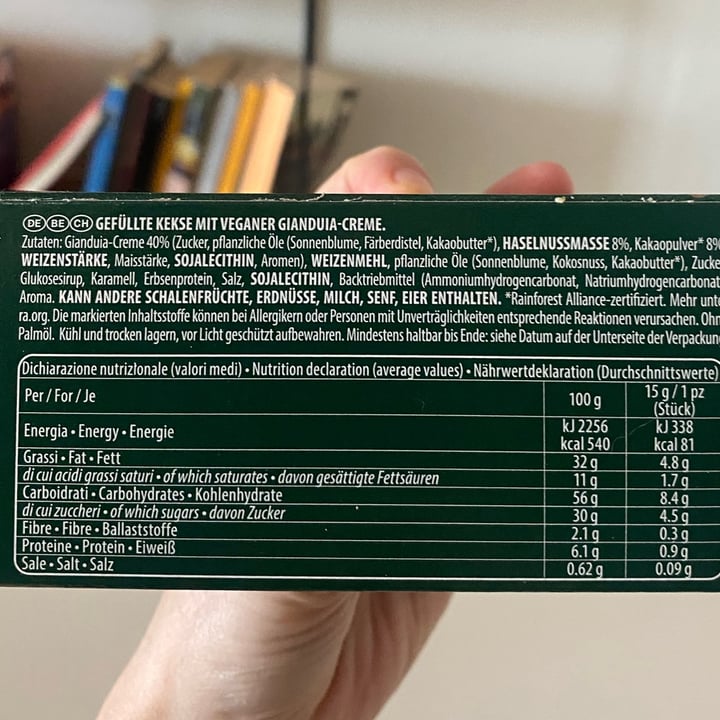 DE BE CH GEFÜLLTE KEKSE MIT VEGANER GIANDUIA-CREME.
Zutaten: Gianduia-Creme 40% (Zucker, pflanzliche Öle (Sonnenblume, Färberdistel, Kakaobutter*), HASELNUSSMASSE 8%, Kakaopulver* 8%
WEIZENSTÄRKE, Maisstärke, SOJALECITHIN, Aromen), WEIZENMEHL, pflanzliche Öle (Sonnenblume, Kokosnuss, Kakaobutter*), Zucke
Glukosesirup, Karamell, Erbsenprotein, Salz, SOJALECITHIN, Backtriebmittel (Ammoniumhydrogencarbonat, Natriumhydrogencarbonat
Aroma. KANN ANDERE SCHALENFRÜCHTE, ERDNÜSSE, MILCH, SENF, EIER ENTHALTEN. *Rainforest Alliance-zertifiziert. Mehr unte
ra.org. Die markierten Inhaltsstoffe können bei Allergikern oder Personen mit Unverträglichkeiten entsprechende Reaktionen verursachen. Ohn
Palmöl. Kühl und trocken lagern, vor Licht geschützt aufbewahren. Mindestens haltbar bis Ende: siehe Datum auf der Unterseite der Verpackun
Dichiarazione nutrizionale (valori medi) • Nutrition declaration (average values) • Nährwertdeklaration (Durchschnittswerte)
Per / For / Je 100 g 15 g / 1 pz (Stück)
Energia • Energy • Energie kJ 2256 kJ 338
kcal 540 kcal 81
Grassi • Fat • Fett 32 g 4.8 g
di cui acidi grassi saturi • of which saturates • davon gesättigte Fettsäuren 11 g 1.7 g
Carboidrati • Carbohydrates • Kohlenhydrate 56 g 8.4 g
di cui zuccheri • of which sugars • davon Zucker 30 g 4.5 g
Fibre • Fibre • Ballaststoffe 2.1 g 0.3 g
Proteine • Protein • Eiweiß 6.1 g 0.9 g
Sale • Salt • Salz 0.62 g 0.09 g